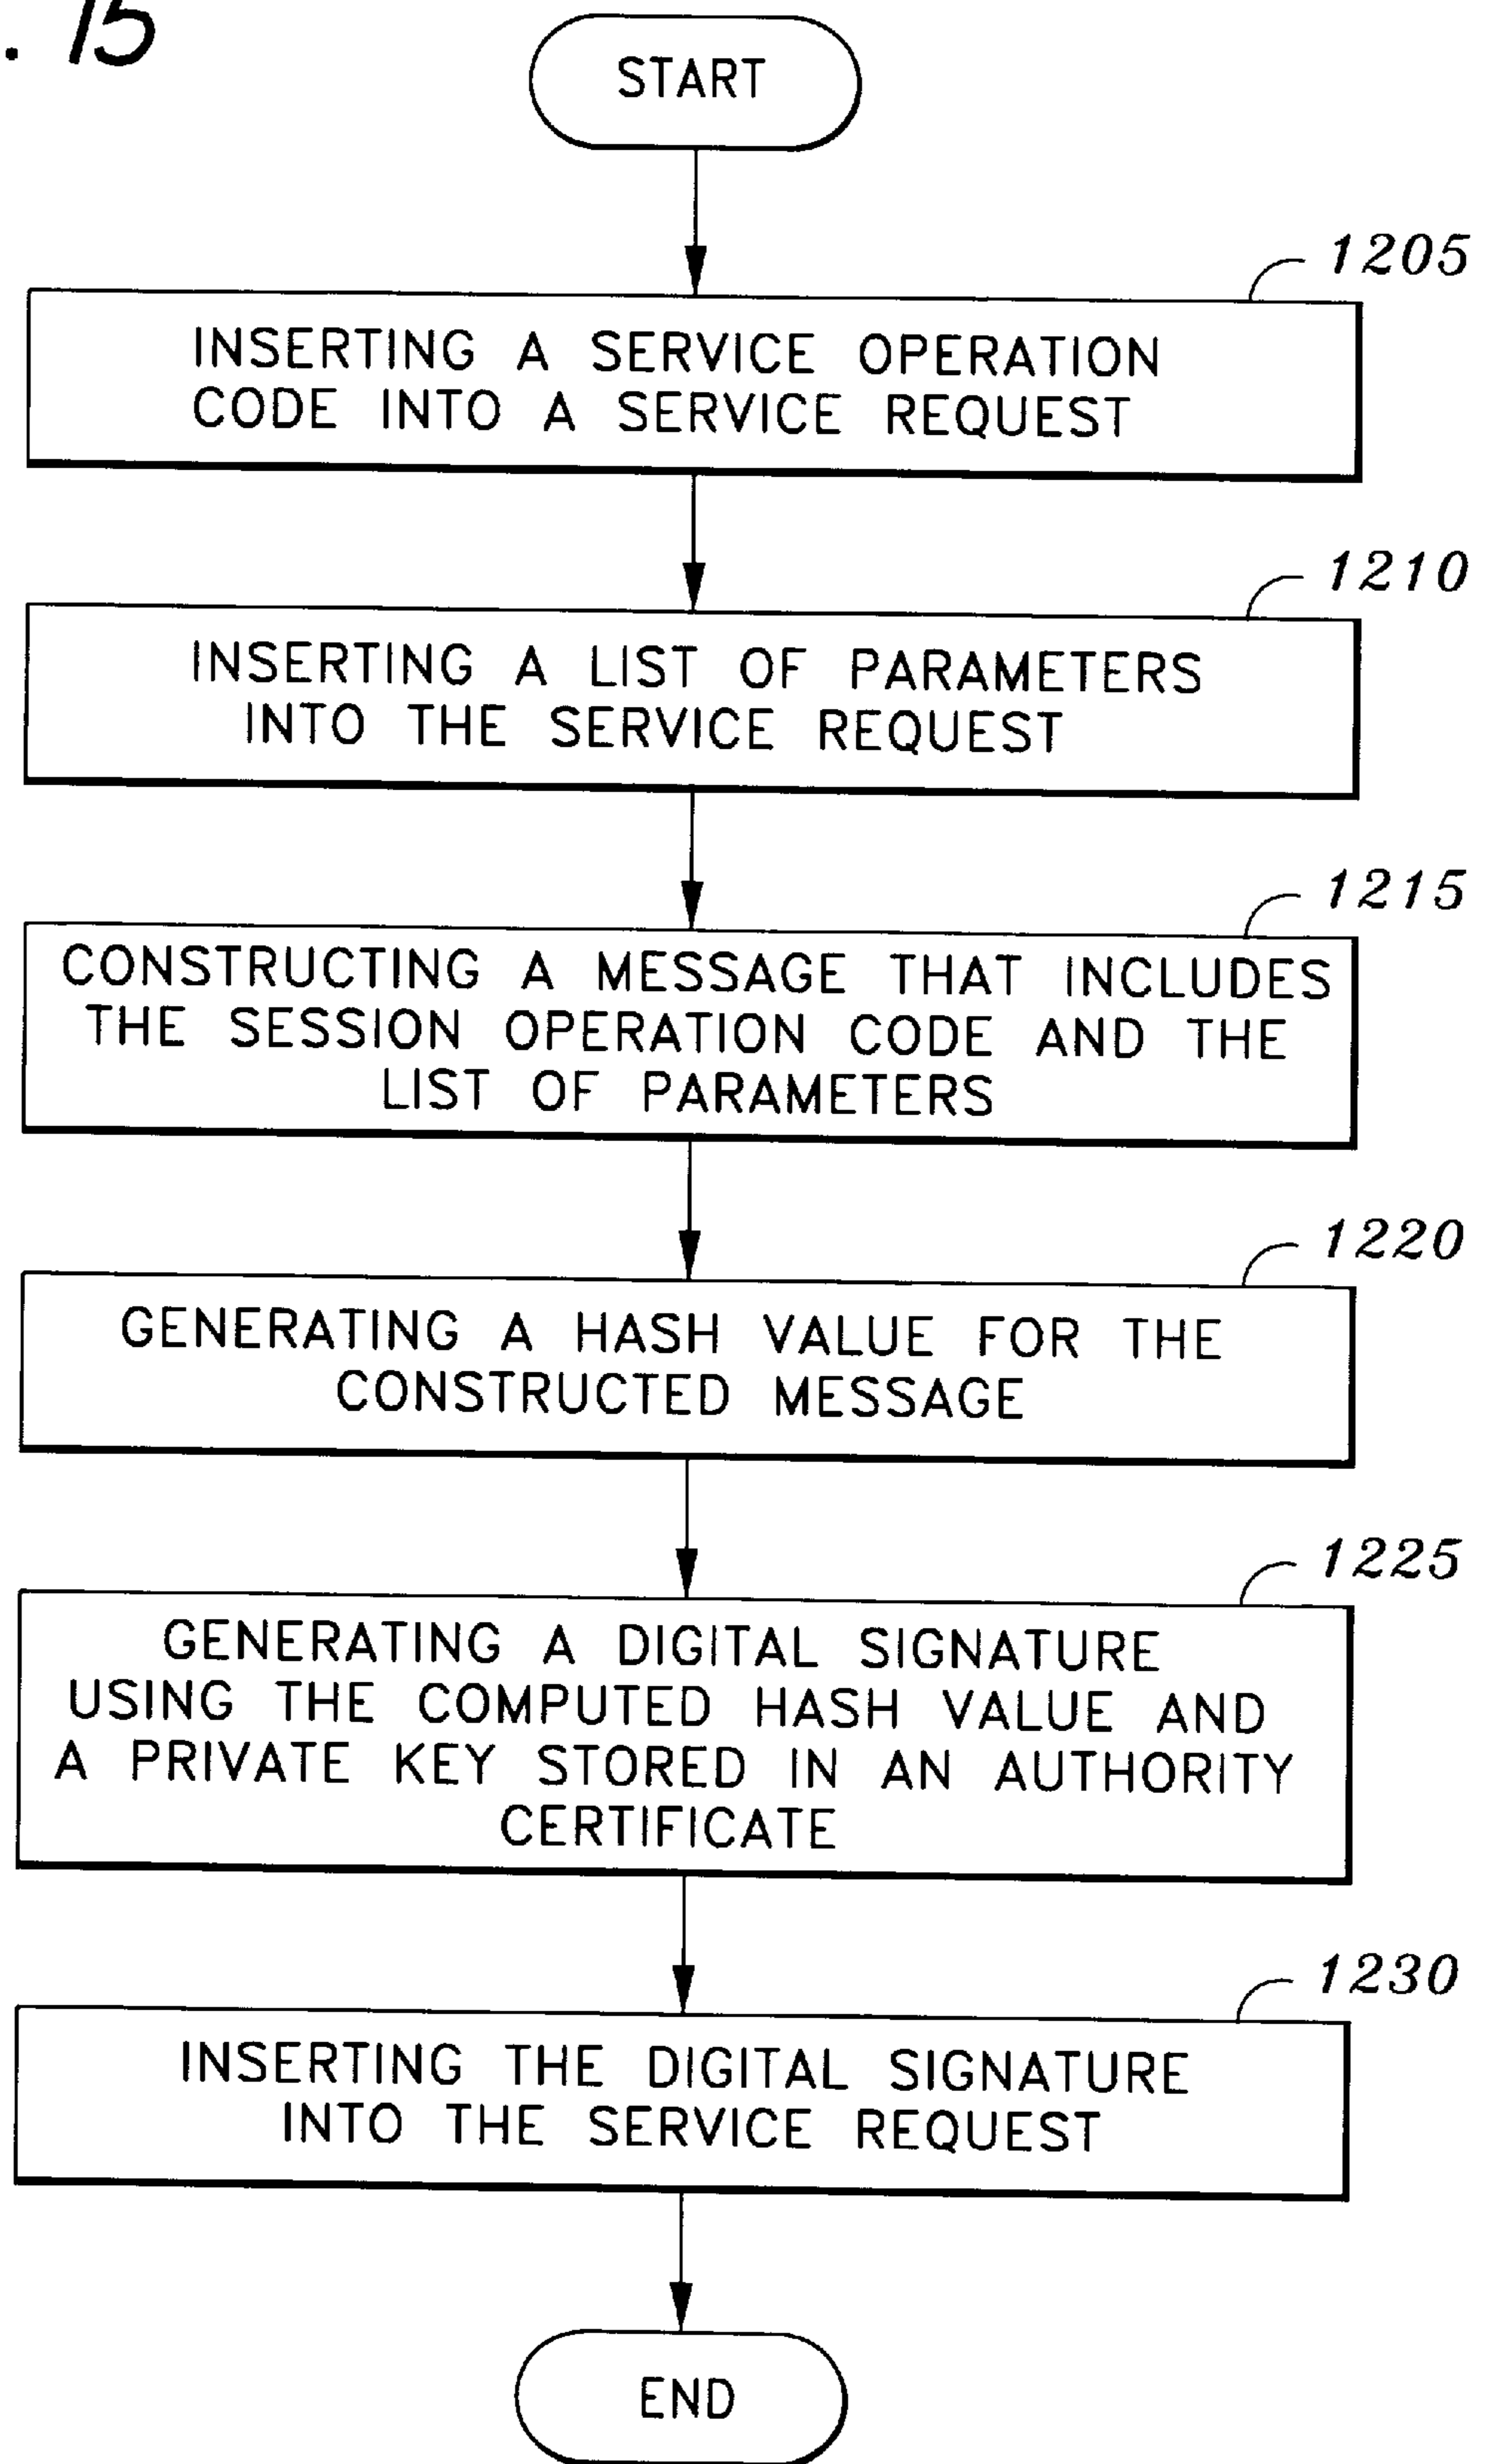 . 15
START
1205
INSERTING A SERVICE OPERATION
CODE INTO A SERVICE REQUEST
1210
INSERTING A LIST OF PARAMETERS
INTO THE SERVICE REQUEST
1215
CONSTRUCTING A MESSAGE THAT INCLUDES
THE SESSION OPERATION CODE AND THE
LIST OF PARAMETERS
1220
GENERATING A HASH VALUE FOR THE
CONSTRUCTED MESSAGE
1225
GENERATING A DIGITAL SIGNATURE
USING THE COMPUTED HASH VALUE AND
A PRIVATE KEY STORED IN AN AUTHORITY
CERTIFICATE
1230
INSERTING THE DIGITAL SIGNATURE
INTO THE SERVICE REQUEST
END